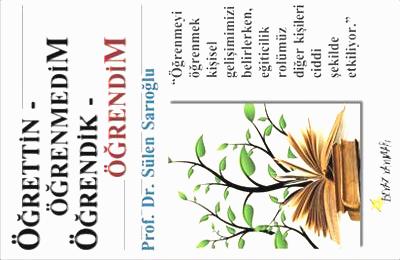 ÖĞRETTİN -
ÖĞRENMEDİM
ÖĞRENDİK -
ÖĞRENDİM
Prof. Dr. Sülen Sarıoğlu
“Öğrenmeyi
öğrenmek
kişisel
gelişimimizi
belirlerken,
eğiticilik
rolümüz
diğer kişileri
ciddi
şekilde
etkiliyor.”